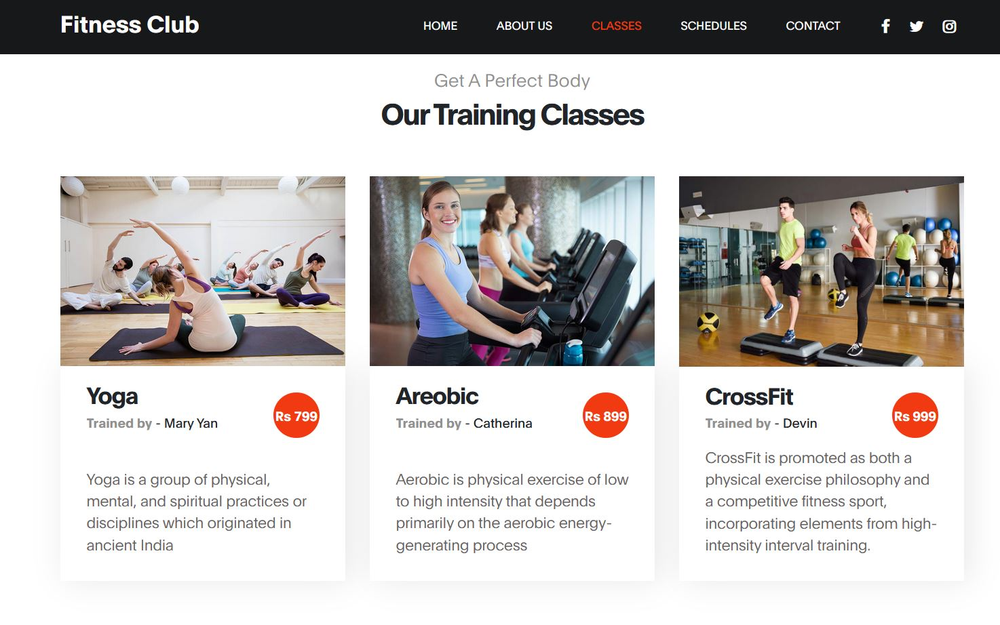 Fitness Club
HOME ABOUT US CLASSES SCHEDULES CONTACT
Get A Perfect Body
Our Training Classes
Yoga
Trained by - Mary Yan
Rs 799
Yoga is a group of physical,
mental, and spiritual practices or
disciplines which originated in
ancient India
Areobic
Trained by - Catherina
Rs 899
Aerobic is physical exercise of low
to high intensity that depends
primarily on the aerobic energy-
generating process
CrossFit
Trained by - Devin
Rs 999
CrossFit is promoted as both a
physical exercise philosophy and
a competitive fitness sport,
incorporating elements from high-
intensity interval training.